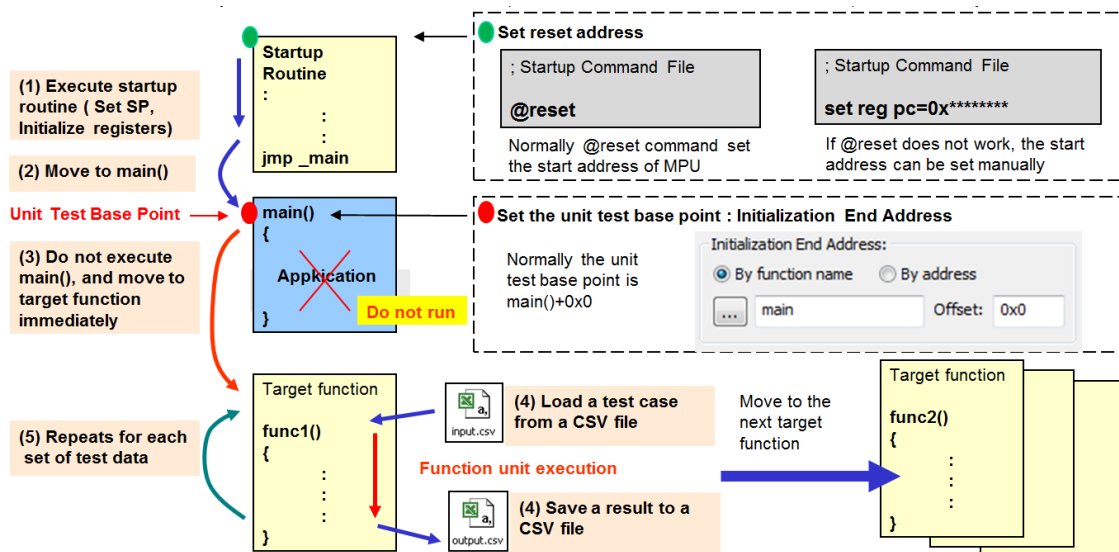 Set reset address
Startup
Routine
:
:
:
jmp _main
; Startup Command File
@reset
; Startup Command File
set reg pc=0x********
Normally @reset command set
the start address of MPU
If @reset does not work, the start
address can be set manually
(1) Execute startup
routine ( Set SP,
Initialize registers)
(2) Move to main()
Unit Test Base Point
main()
{
Appkication
}
Do not run
Set the unit test base point : Initialization End Address
Normally the unit
test base point is
main()+0x0
Initialization End Address:
By function name
By address
...
main
Offset:
0x0
(3) Do not execute
main(), and move to
target function
immediately
Target function
func1()
{
:
:
:
}
input.csv
(4) Load a test case
from a CSV file
Function unit execution
output.csv
(4) Save a result to a
CSV file
(5) Repeats for each
set of test data
Move to the
next target
function
Target function
func2()
{
:
:
:
}